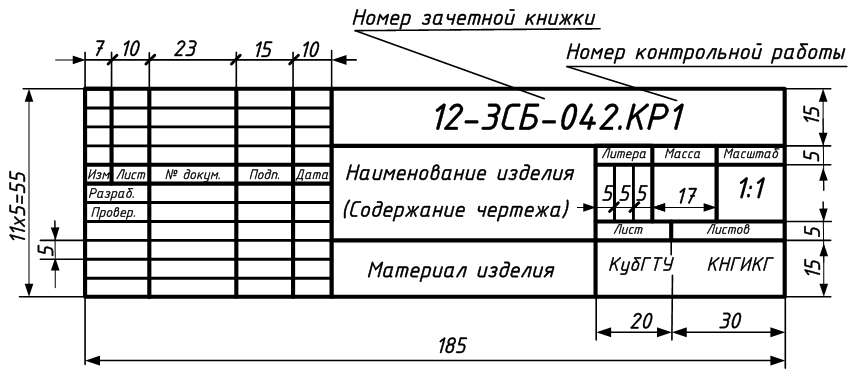 Номер зачетной книжки
Номер контрольной работы
7 10 23 15 10
12-ЗСБ-042.КР1
15
Литера Масса Масштаб
5
Изм Лист № докум. Подп. Дата
Наименование изделия
(Содержание чертежа)
5 5 5 17
1:1
Разраб.
Провер.
11x5=55
5
Лист Листов
5
Материал изделия
КубГТУ КНГИКГ
15
20 30
185